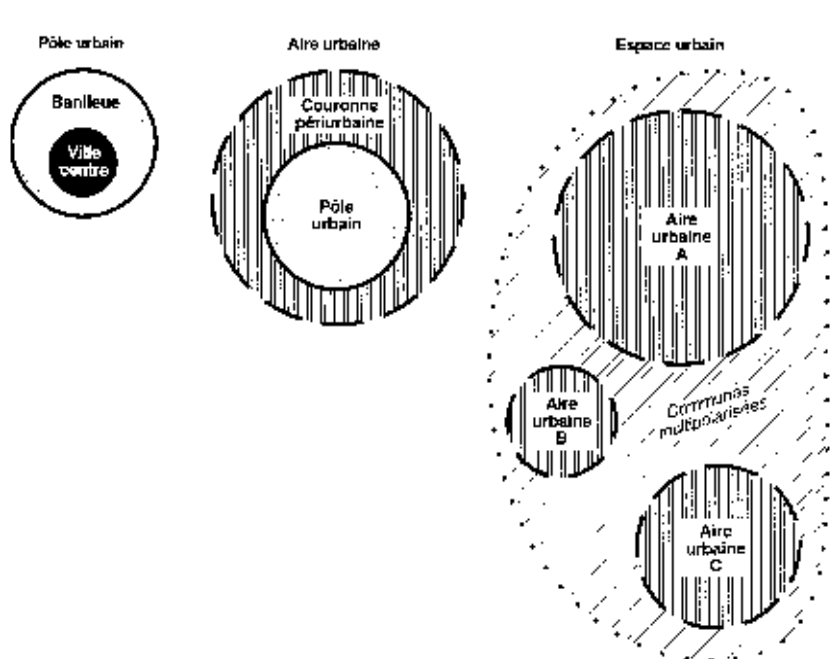 Pôle urbain
Aire urbaine
Espace urbain
Banlieue
Ville
centre
Couronne
périurbaine
Pôle
urbain
Aire
urbaine
A
Aire
urbaine
B
Communes
multipolarisées
Aire
urbaine
C